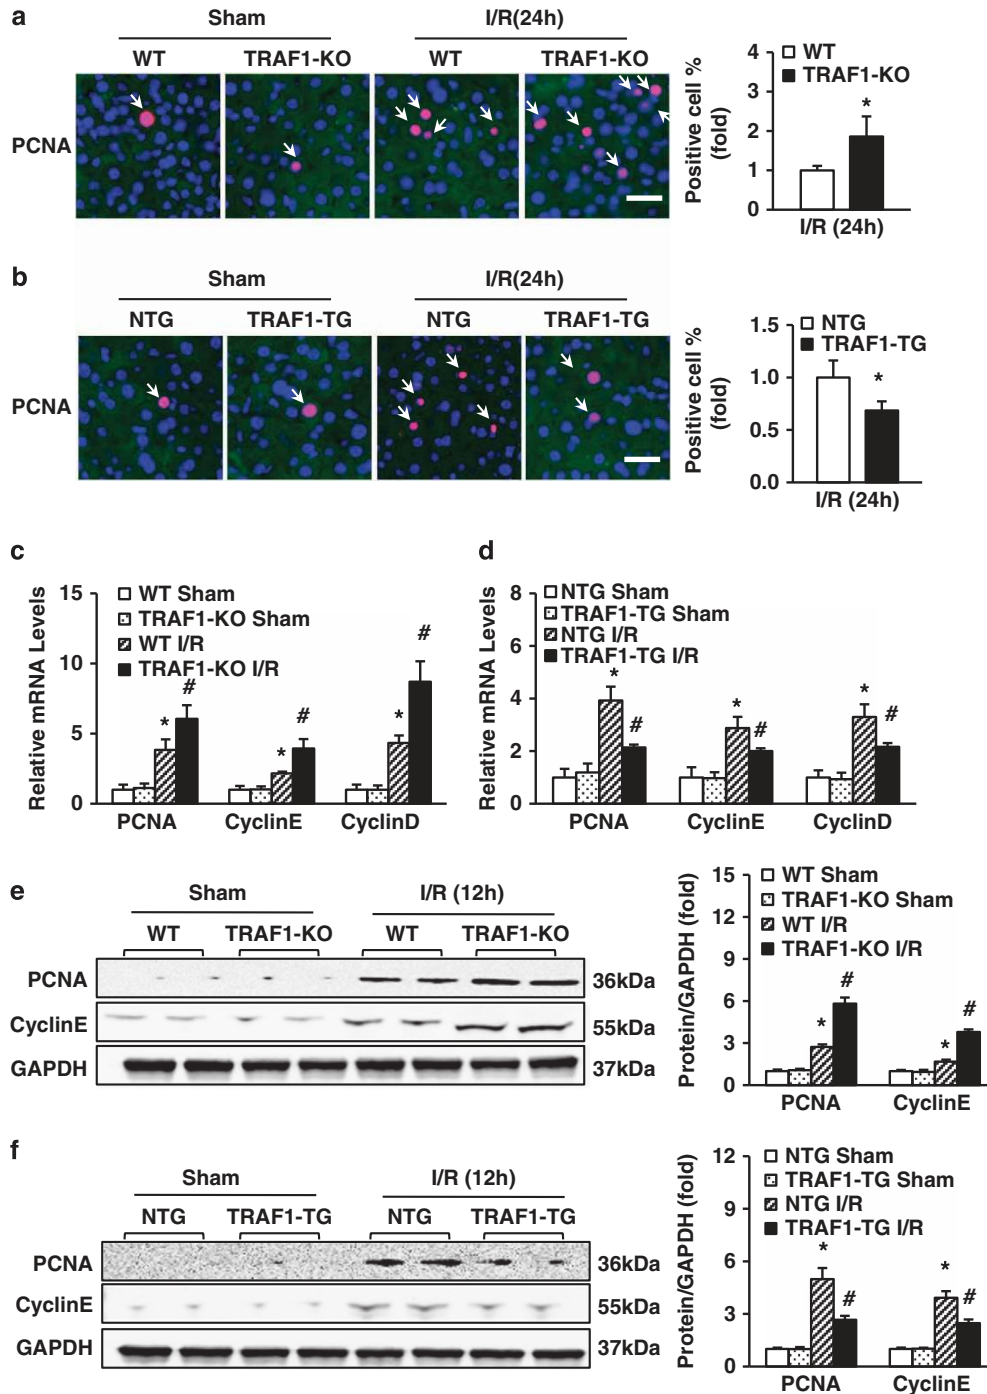 a
Sham
I/R(24h)
WT
TRAF1-KO
WT
TRAF1-KO
PCNA
Positive cell %
(fold)
4
3
2
1
0
WT
TRAF1-KO
*
I/R (24h)
b
Sham
I/R(24h)
NTG
TRAF1-TG
NTG
TRAF1-TG
PCNA
Positive cell %
(fold)
1.5
1.0
0.5
0.0
NTG
TRAF1-TG
*
I/R (24h)
c
Relative mRNA Levels
15
10
5
0
WT Sham
TRAF1-KO Sham
WT I/R
TRAF1-KO I/R
* # * # * #
PCNA
CyclinE
CyclinD
d
Relative mRNA Levels
8
6
4
2
0
NTG Sham
TRAF1-TG Sham
NTG I/R
TRAF1-TG I/R
* # * # * #
PCNA
CyclinE
CyclinD
e
Sham
I/R (12h)
WT
TRAF1-KO
WT
TRAF1-KO
PCNA
36kDa
CyclinE
55kDa
GAPDH
37kDa
Protein/GAPDH (fold)
15
12
9
6
3
0
WT Sham
TRAF1-KO Sham
WT I/R
TRAF1-KO I/R
* # * #
PCNA
CyclinE
f
Sham
I/R (12h)
NTG
TRAF1-TG
NTG
TRAF1-TG
PCNA
36kDa
CyclinE
55kDa
GAPDH
37kDa
Protein/GAPDH (fold)
12
9
6
3
0
NTG Sham
TRAF1-TG Sham
NTG I/R
TRAF1-TG I/R
* # * #
PCNA
CyclinE